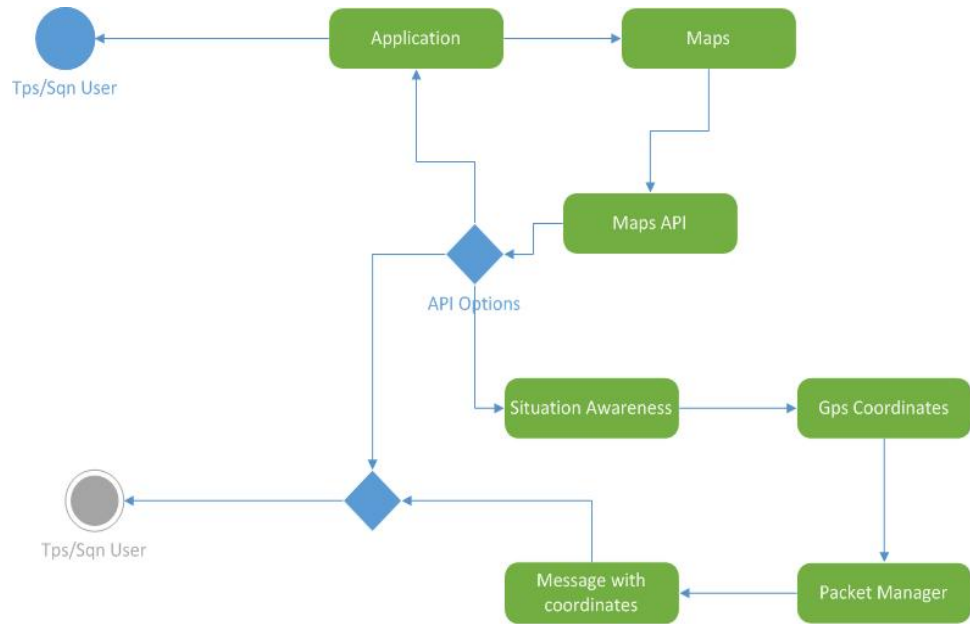 Application
Maps
Tps/Sqn User
Maps API
API Options
Situation Awareness
Gps Coordinates
Tps/Sqn User
Message with
coordinates
Packet Manager